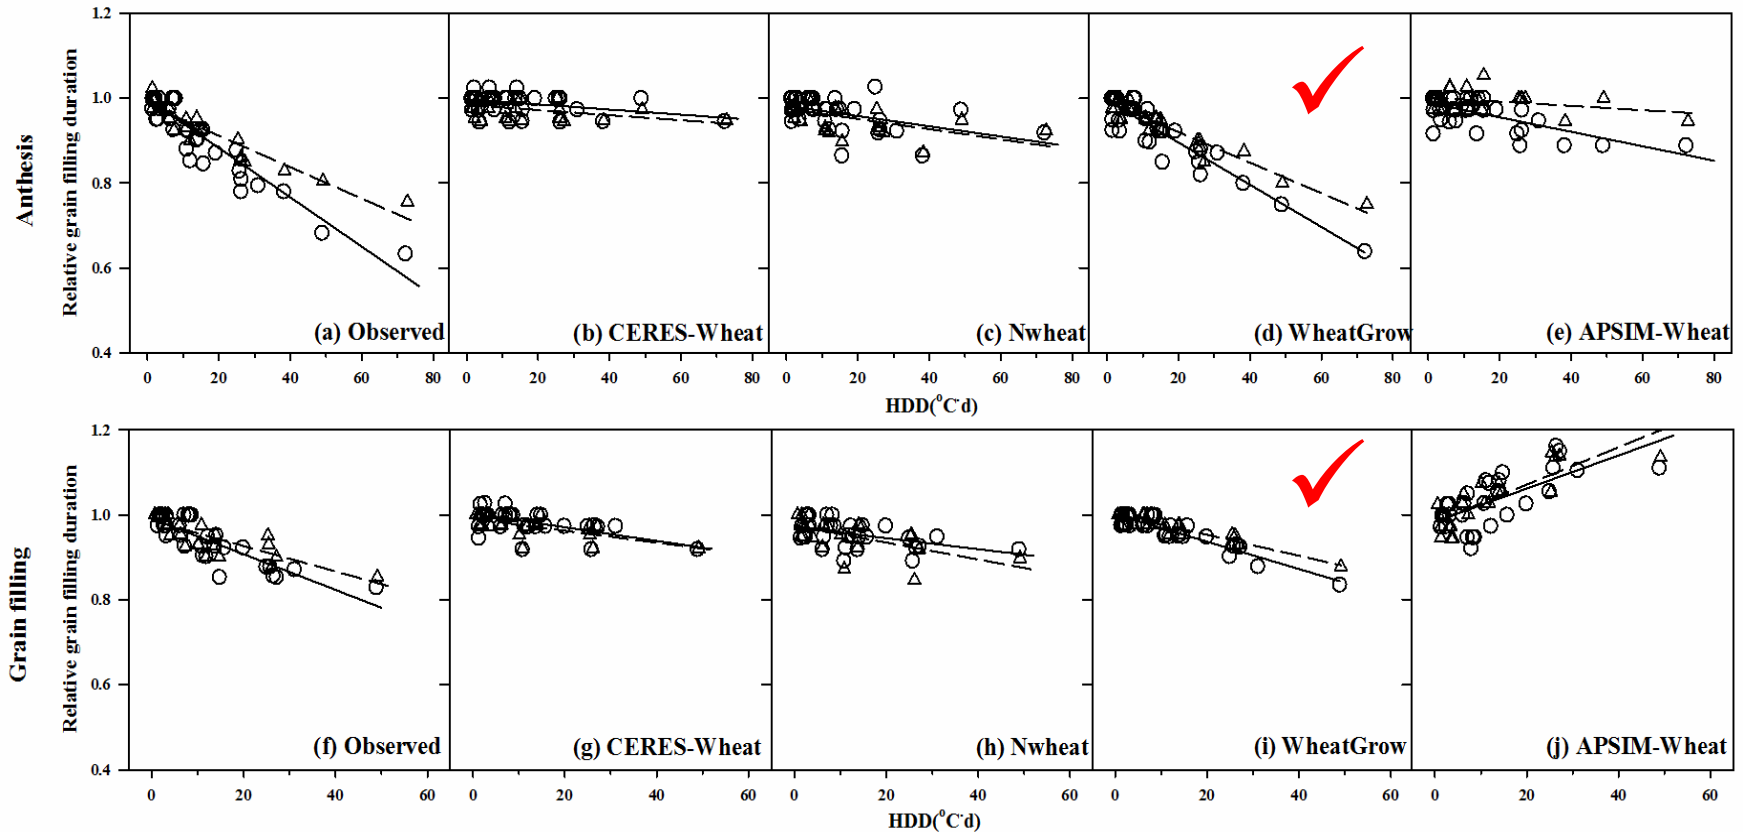 Anthesis
Relative grain filling duration
1.2
1.0
0.8
0.6
0.4
(a) Observed
(b) CERES-Wheat
(c) Nwheat
(d) WheatGrow
(e) APSIM-Wheat
0 20 40 60 80 0 20 40 60 80 0 20 40 60 80 0 20 40 60 80 0 20 40 60 80
HDD(°C·d)
Grain filling
Relative grain filling duration
1.2
1.0
0.8
0.6
0.4
(f) Observed
(g) CERES-Wheat
(h) Nwheat
(i) WheatGrow
(j) APSIM-Wheat
0 20 40 60 0 20 40 60 0 20 40 60 0 20 40 60 0 20 40 60
HDD(°C·d)